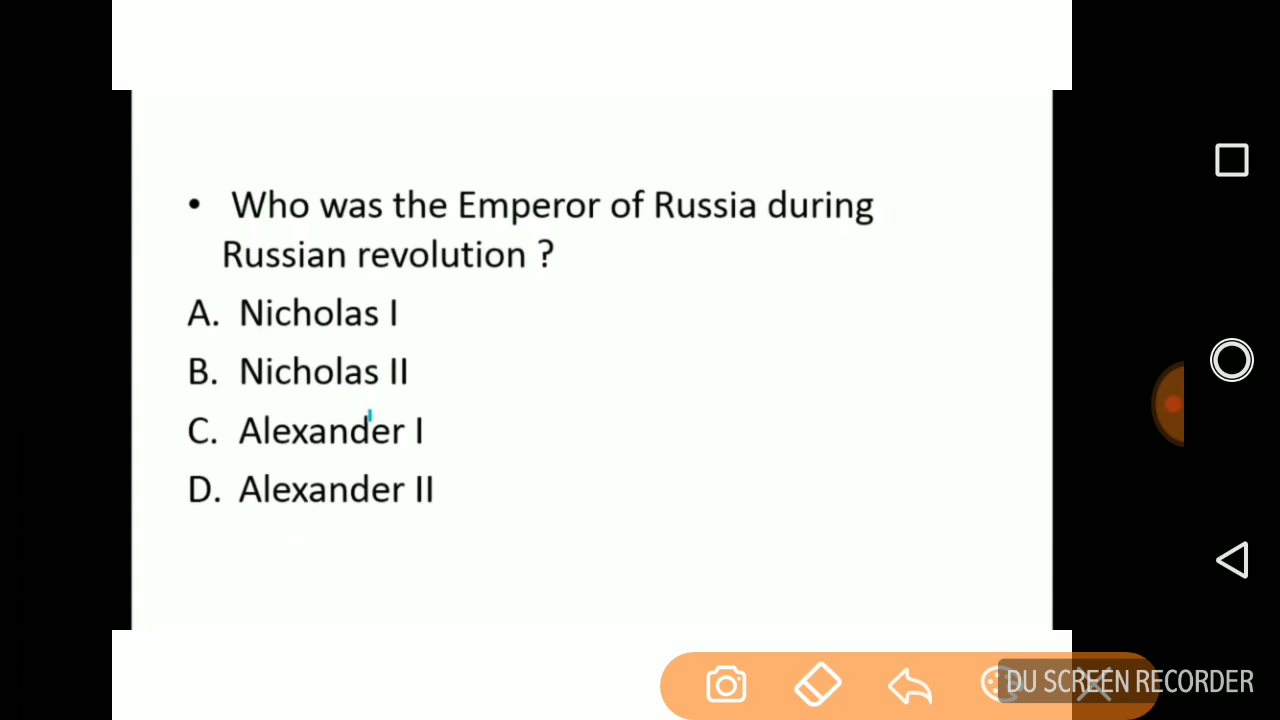 • Who was the Emperor of Russia during
Russian revolution ?
A. Nicholas I
B. Nicholas II
C. Alexander I
D. Alexander II
DU SCREEN RECORDER